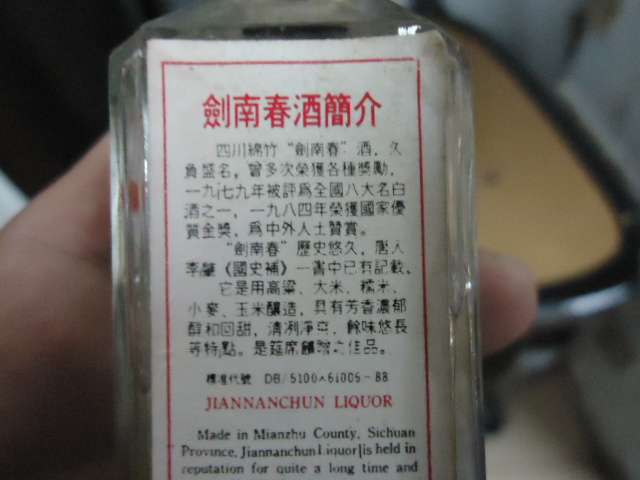 劍南春酒簡介
四川綿竹“劍南春”酒,久
負盛名,曾多次榮獲各種獎勵,
一九七九年被評為全國八大名白
酒之一,一九八四年榮獲國家優
質金獎,為中外人士贊賞。
“劍南春”歷史悠久,唐人
李肇《國史補》一書中已有記載。
它是用高粱、大米、糯米、
小麥、玉米釀造,具有芳香濃郁
醇和回甜,清冽淨爽,餘味悠長
等特點。是筵席饋贈之佳品。
標准代號 DB/5100×61005-88
JIANNANCHUN LIQUOR
Made in Mianzhu County, Sichuan
Province, Jiannanchun Liquor is held in
reputation for quite a long time and